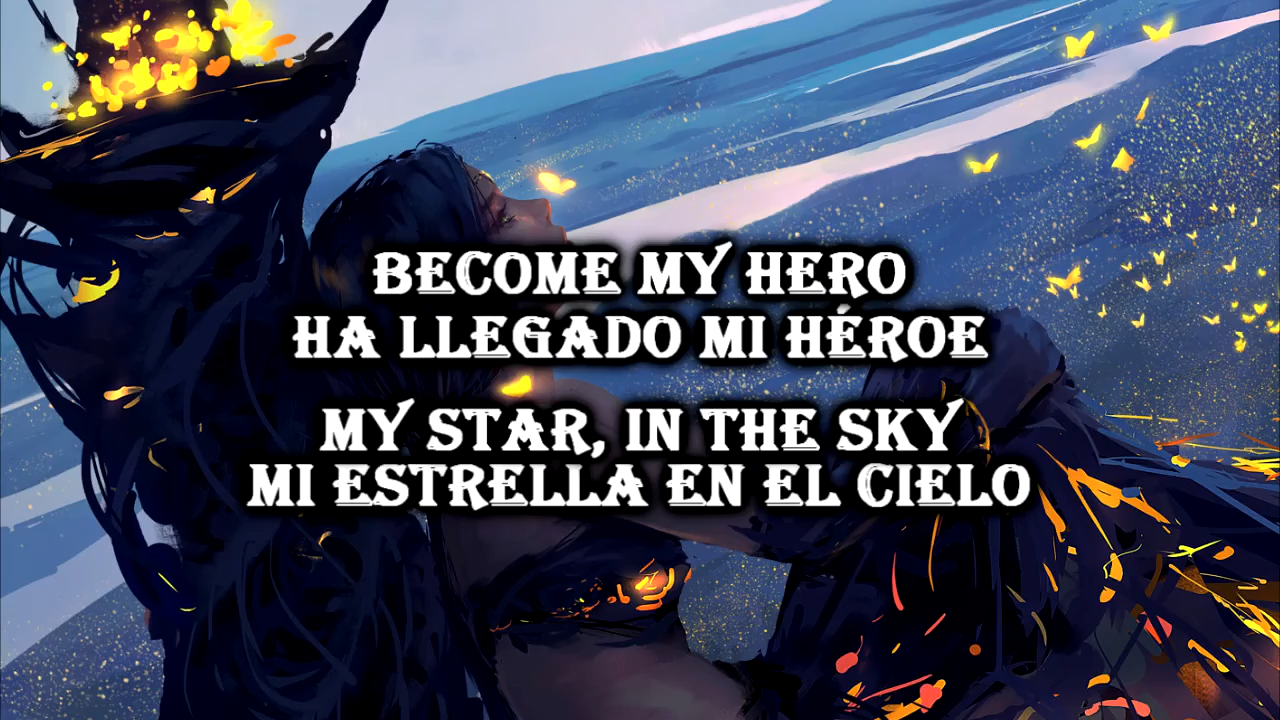 BECOME MY HERO
HA LLEGADO MI HÉROE
MY STAR, IN THE SKY
MI ESTRELLA EN EL CIELO